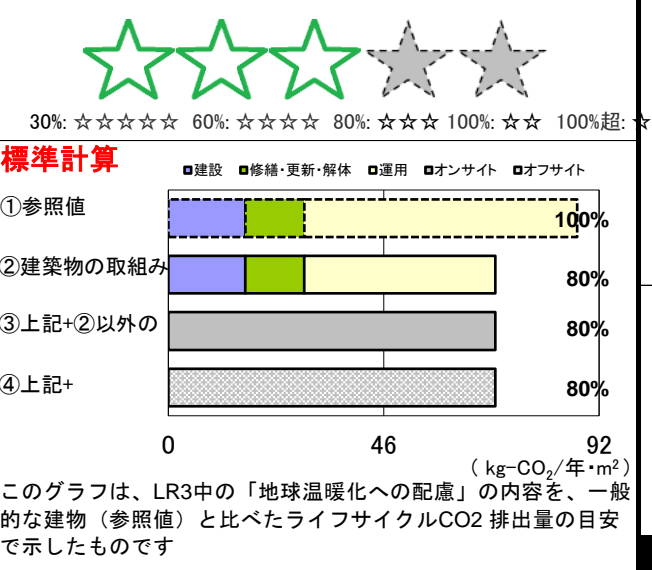 30%: ☆☆☆☆☆ 60%: ☆☆☆☆ 80%: ☆☆☆ 100%: ☆☆ 100%超: ☆
標準計算
■建設 ■修繕・更新・解体 ■運用 ■オンサイト ■オフサイト
①参照値 100%
②建築物の取組み 80%
③上記+②以外の 80%
④上記+ 80%
0 46 92
( kg-CO₂/年・m² )
このグラフは、LR3中の「地球温暖化への配慮」の内容を、一般
的な建物（参照値）と比べたライフサイクルCO2 排出量の目安
で示したものです